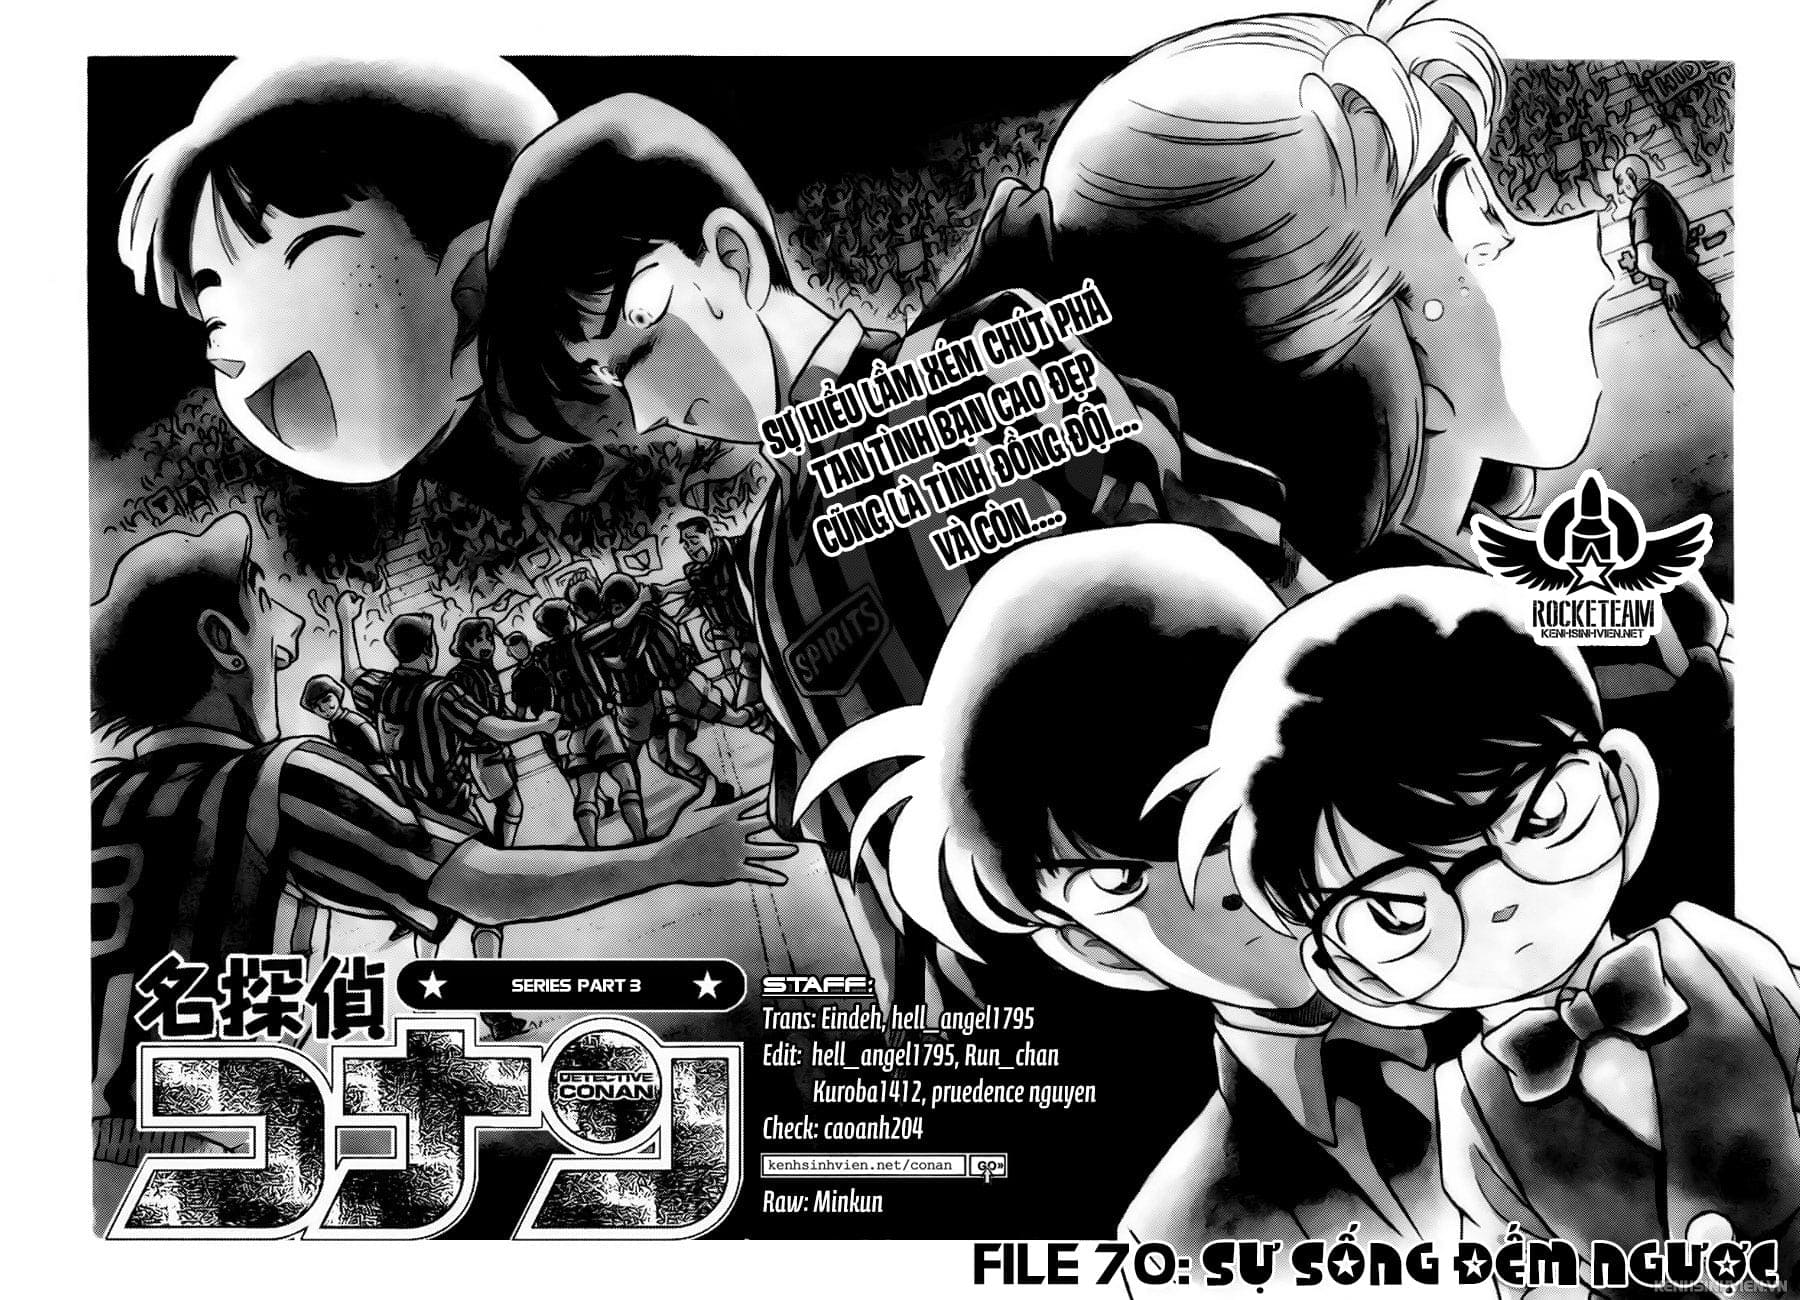 SỰ HIỂU LẦM XÉM CHÚT PHÁ
TAN TÌNH BẠN CAO ĐẸP
CŨNG LÀ TÌNH ĐỒNG ĐỘI....
VÀ CÒN....
SPIRITS
ROCKETEAM
KENHSINHVIEN.NET
名探偵
SERIES PART 3
コナン
DETECTIVE
CONAN
STAFF:
Trans: Eindeh, hell_angel1795
Edit: hell_angel1795, Run_chan
Kuroba1412, pruedence nguyen
Check: caoanh204
kenhsinhvien.net/conan GO»
Raw: Minkun
FILE 70: SỰ SỐNG ĐẾM NGƯỢC
KENHSINHVIEN.VN